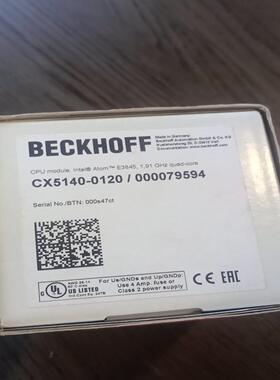 BECKHOFF
Made in Germany
Beckhoff Automation GmbH & Co. KG
CPU module, Intel® Atom™ E3845, 1,91 GHz quad-core
CX5140-0120 / 000079594
Serial No./BTN: 000s47ct
c UL US LISTED
For Us/GNDs and Up/GNDp:
Use 4 Amp. fuse or
Class 2 power supply
CE EAC